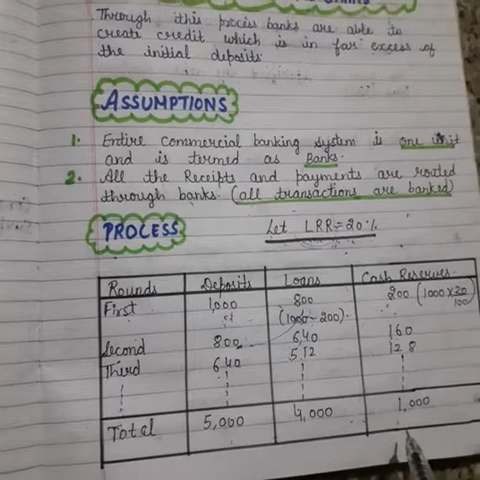 Through this process banks are able to
create credit which is in far excess of
the initial deposits
ASSUMPTIONS
1. Entire commercial banking system is one unit
and is termed as Banks.
2. All the Receipts and payments are routed
through banks. (all transactions are banked)
PROCESS Let LRR=20%
Rounds Deposits Loans Cash Reserves
First 1,000 800 200 (1000×20/100)
(1000-200)
Second 800 640 160
Third 640 512 128
Total 5,000 4,000 1,000